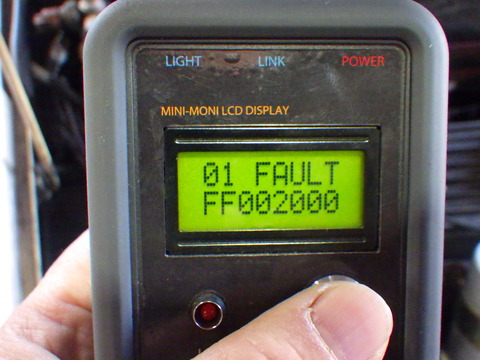 LIGHT LINK POWER
MINI-MONI LCD DISPLAY
01 FAULT
FF002000